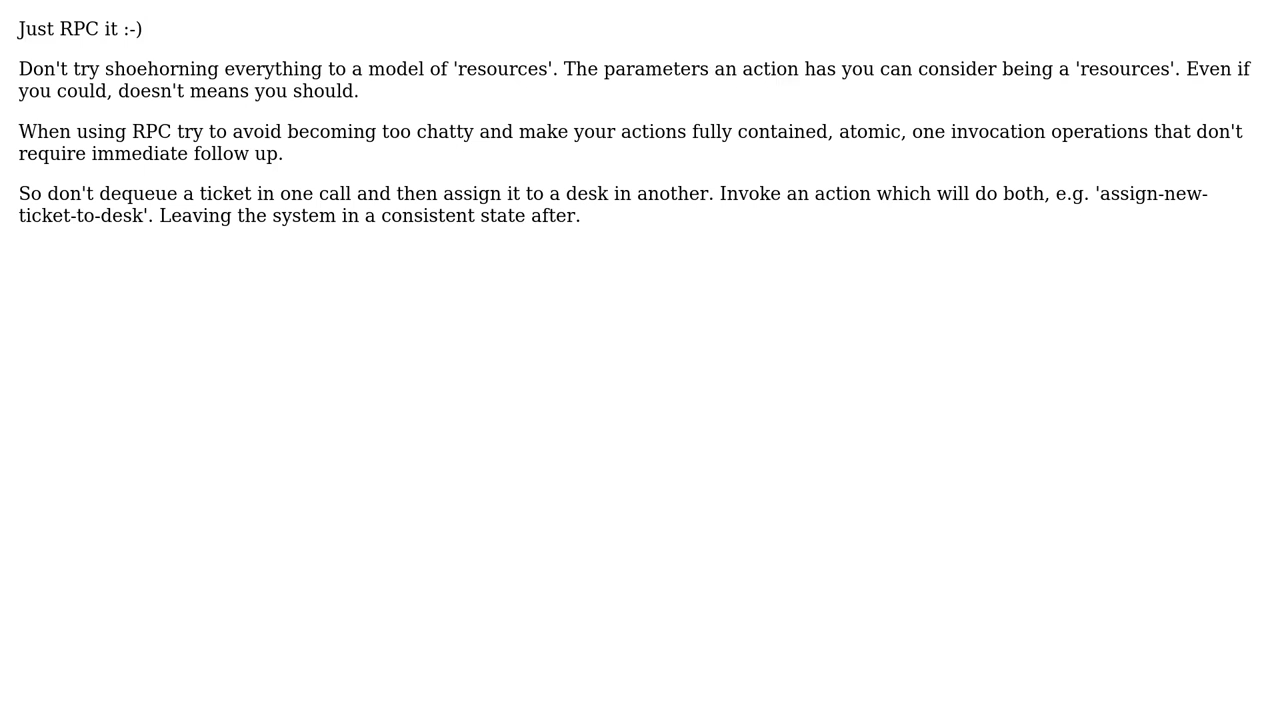 Just RPC it :-)
Don't try shoehorning everything to a model of 'resources'. The parameters an action has you can consider being a 'resources'. Even if
you could, doesn't means you should.
When using RPC try to avoid becoming too chatty and make your actions fully contained, atomic, one invocation operations that don't
require immediate follow up.
So don't dequeue a ticket in one call and then assign it to a desk in another. Invoke an action which will do both, e.g. 'assign-new-
ticket-to-desk'. Leaving the system in a consistent state after.